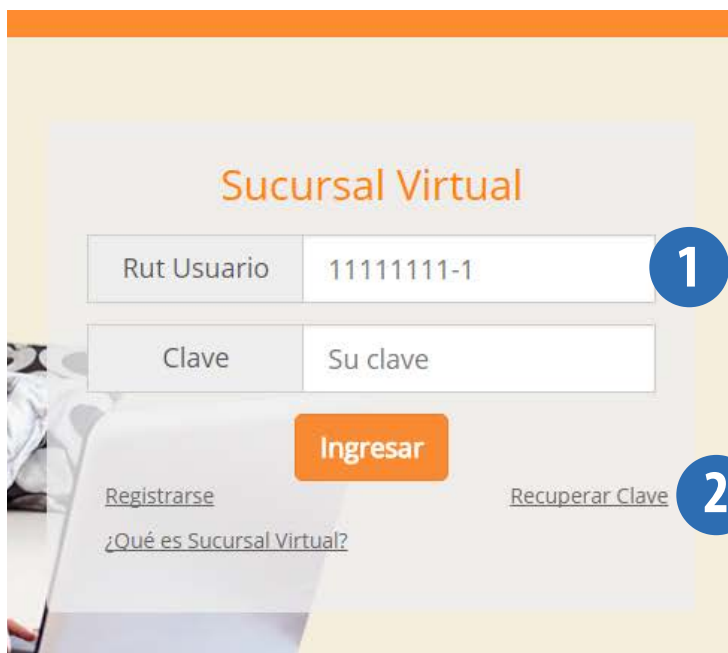 Sucursal Virtual
Rut Usuario 11111111-1 1
Clave Su clave
Ingresar
Registrarse Recuperar Clave 2
¿Qué es Sucursal Virtual?